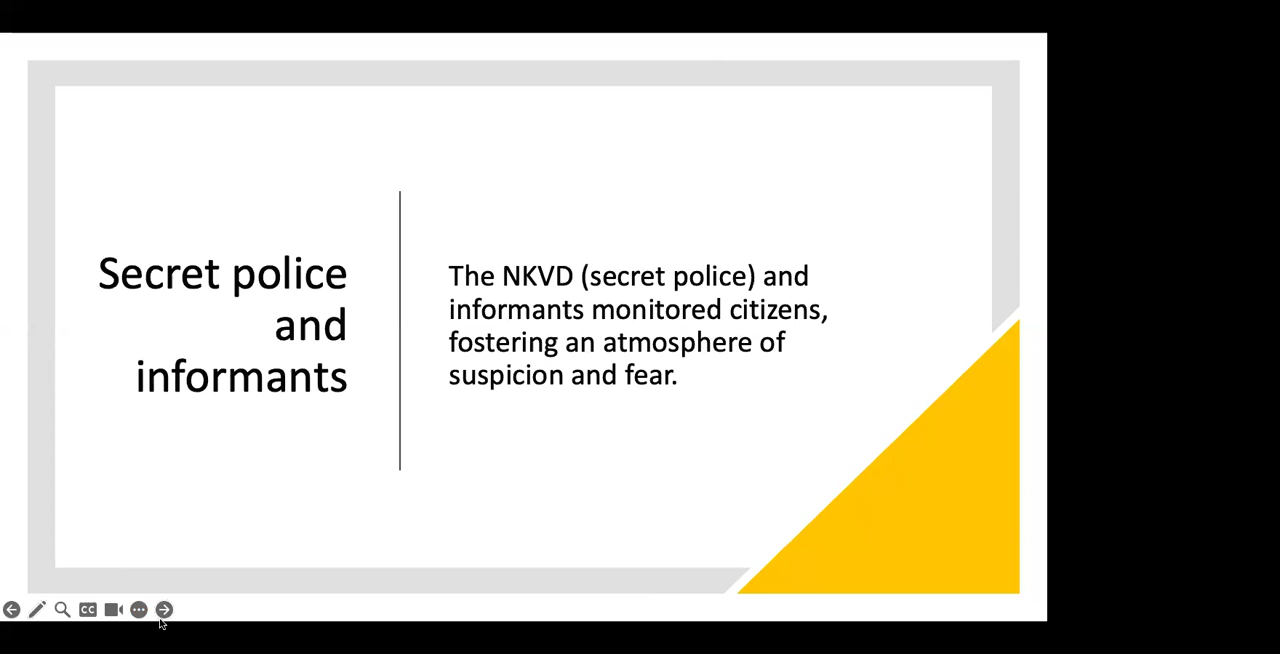 Secret police
and
informants
The NKVD (secret police) and
informants monitored citizens,
fostering an atmosphere of
suspicion and fear.
CC